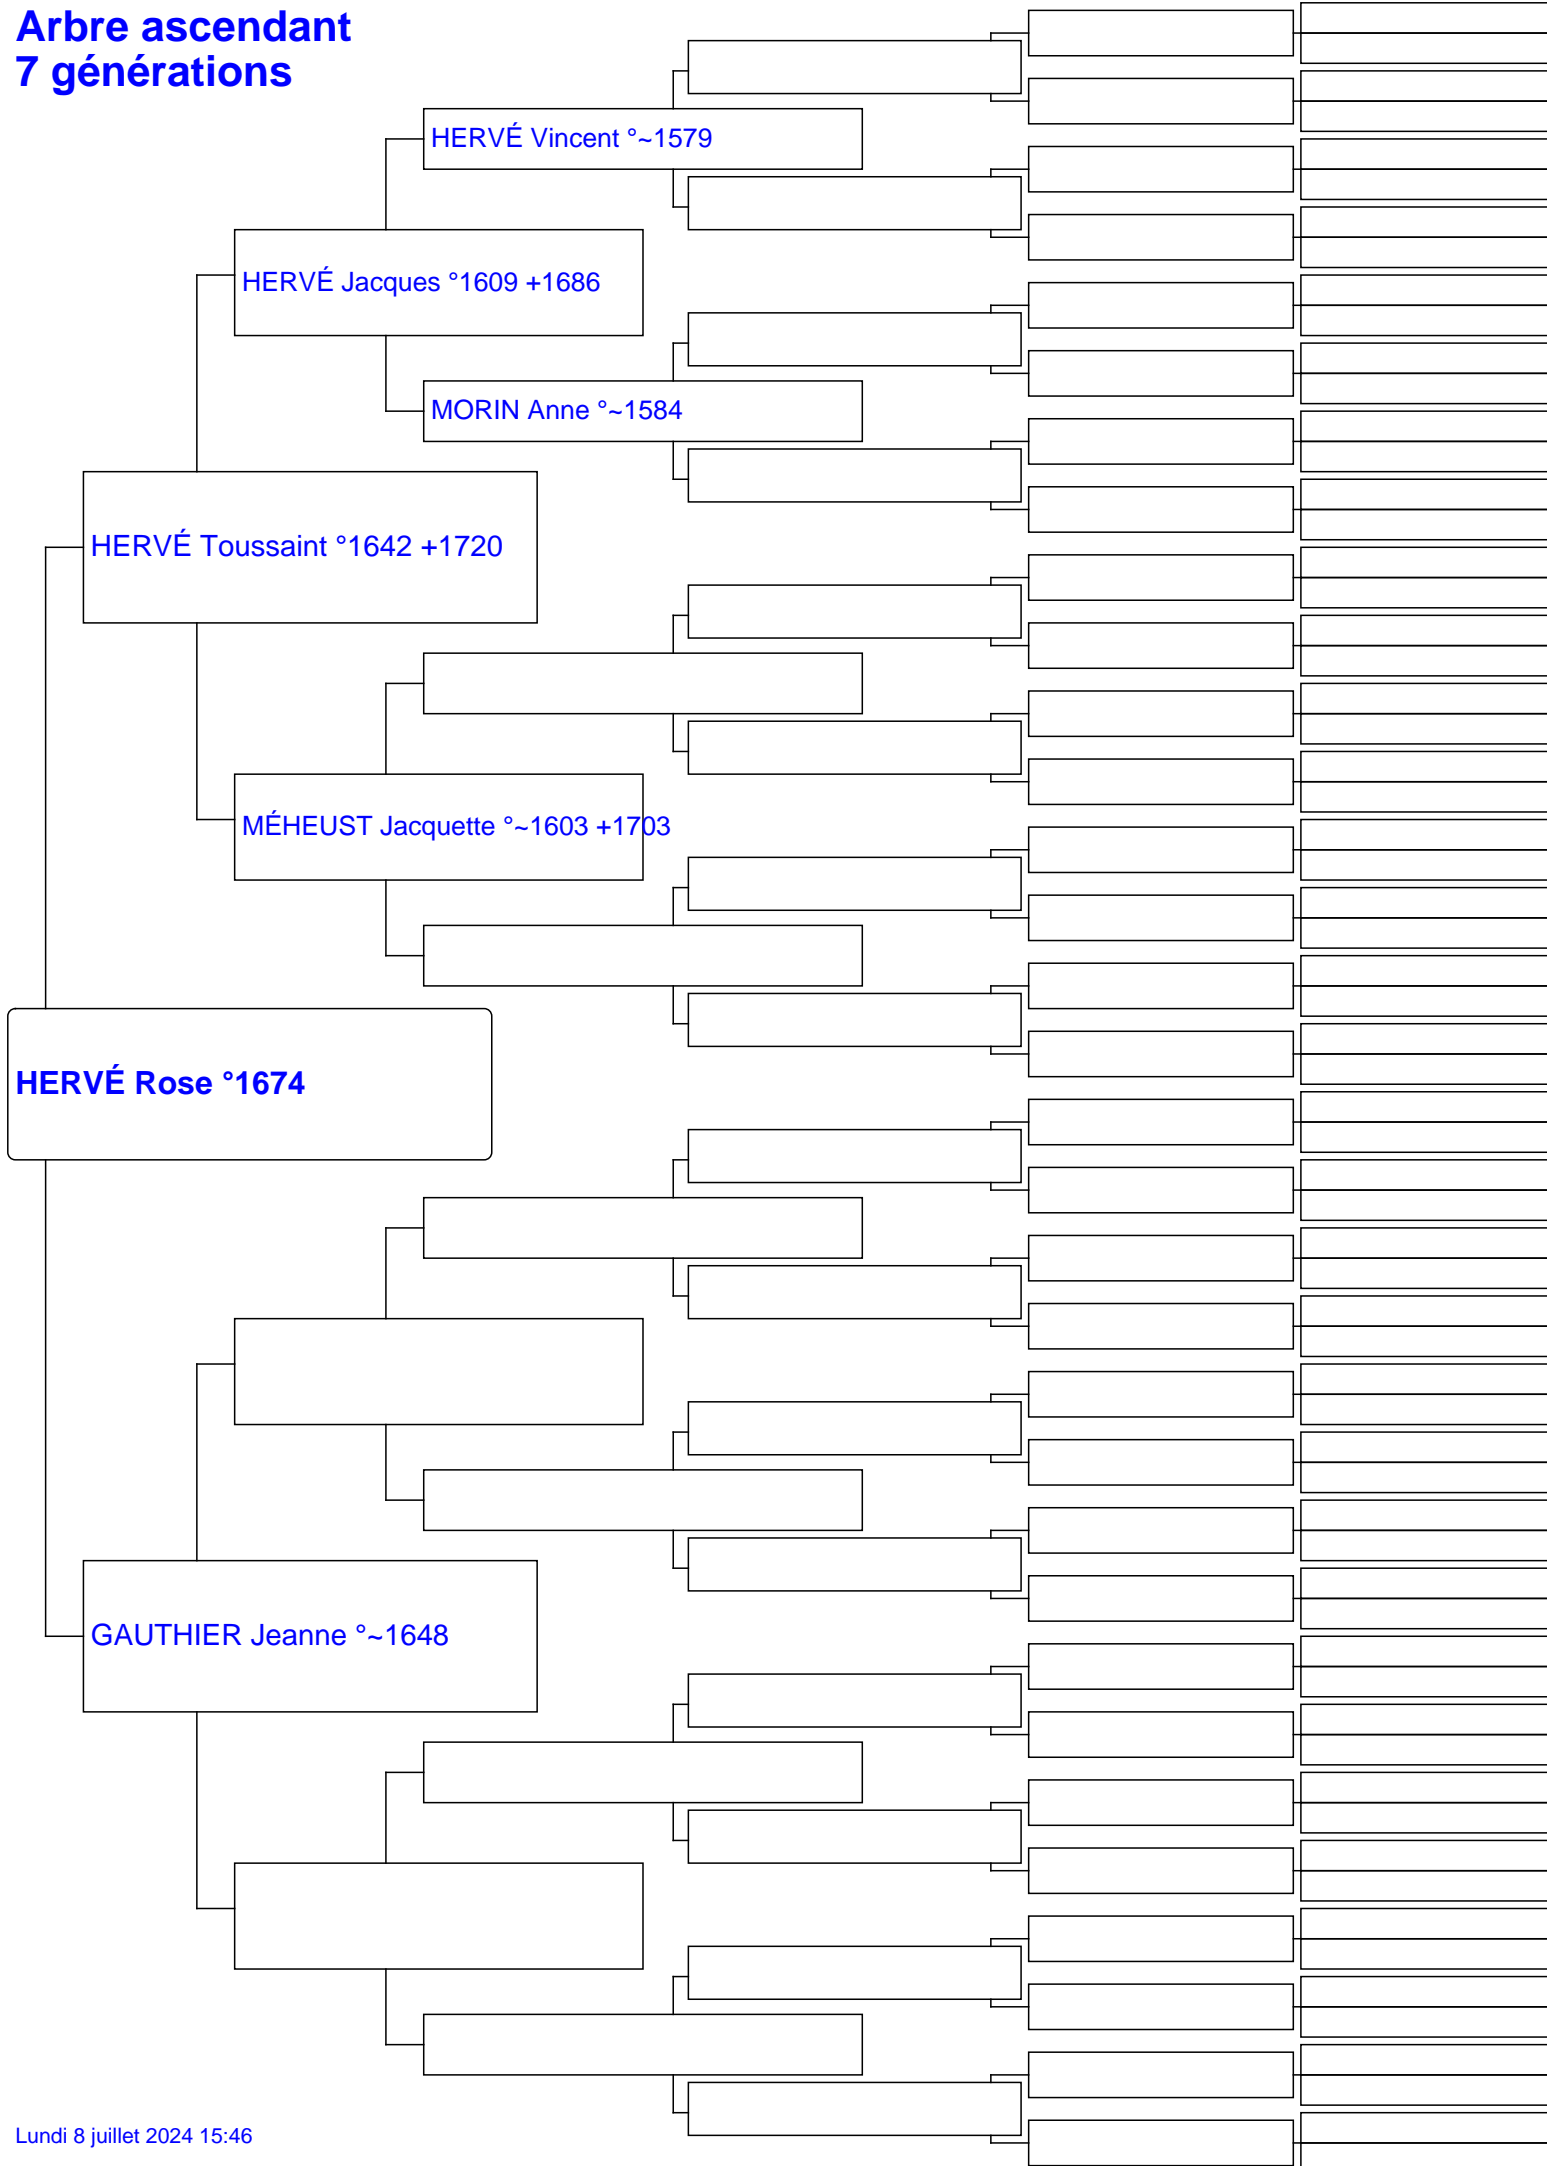 Arbre ascendant
7 générations
HERVÉ Vincent °~1579
HERVÉ Jacques °1609 +1686
MORIN Anne °~1584
HERVÉ Toussaint °1642 +1720
MÉHEUST Jacquette °~1603 +1703
HERVÉ Rose °1674
GAUTHIER Jeanne °~1648
Lundi 8 juillet 2024 15:46